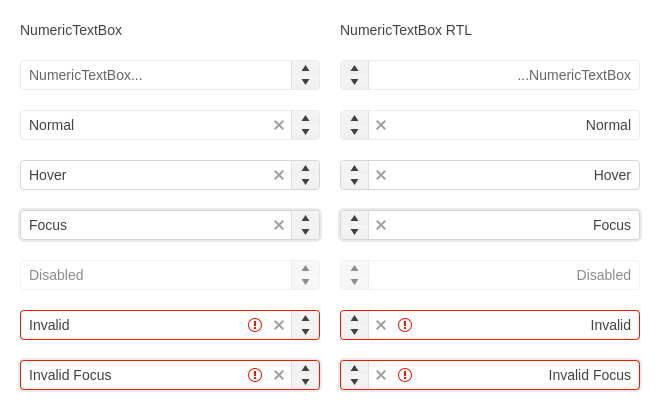 NumericTextBox
NumericTextBox RTL
NumericTextBox...
...NumericTextBox
Normal
Normal
Hover
Hover
Focus
Focus
Disabled
Disabled
Invalid
Invalid
Invalid Focus
Invalid Focus